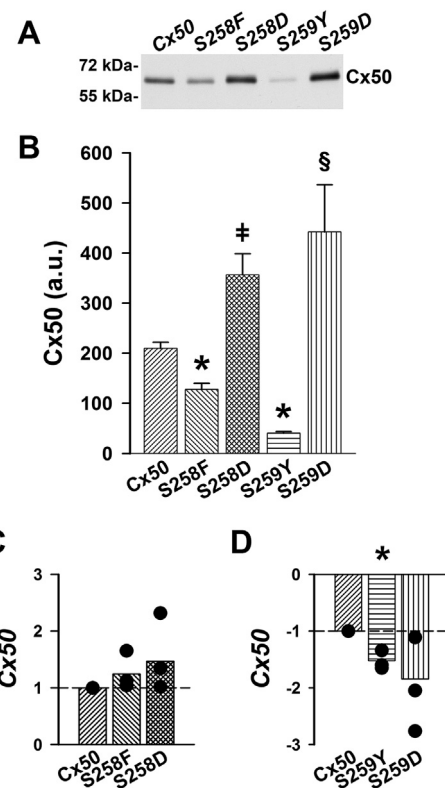 A
Cx50 S258F S258D S259Y S259D
72 kDa-
55 kDa-
Cx50
B
Cx50 (a.u.)
600
500
400
300
200
100
0
* ‡ * §
Cx50 S258F S258D S259Y S259D
Cx50
3
2
1
0
Cx50 S258F S258D
D
*
Cx50
0
-1
-2
-3
Cx50 S259Y S259D